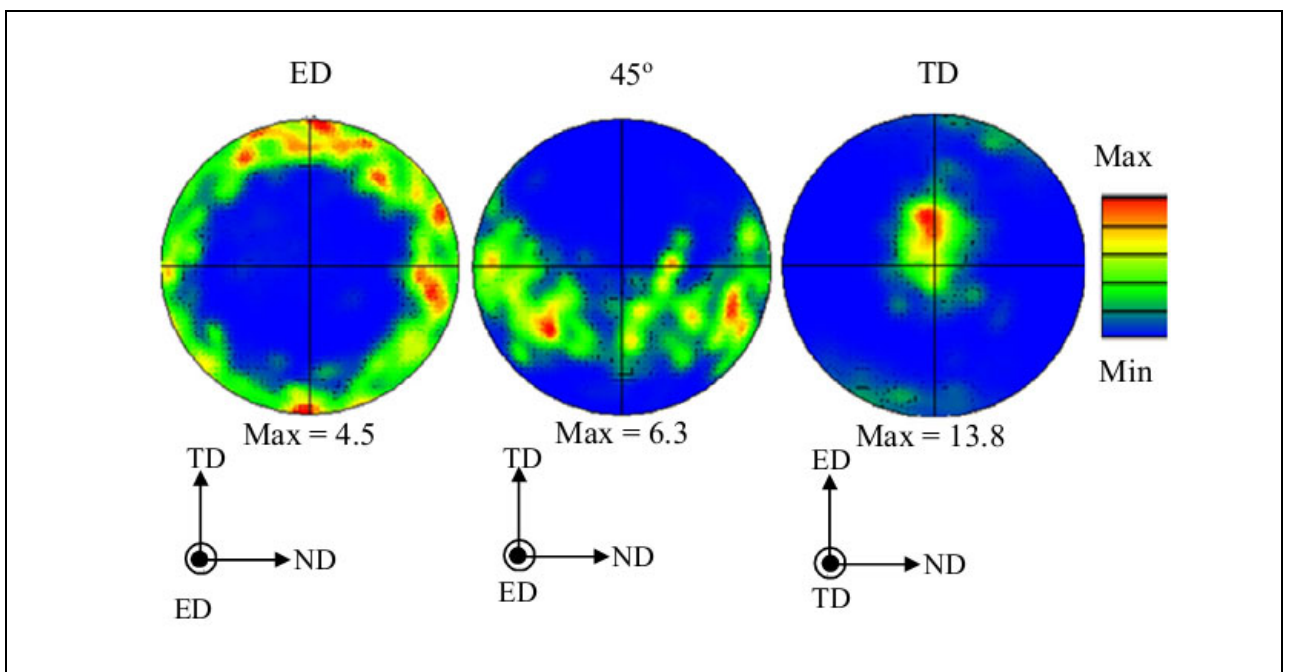 ED 45º TD
Max
Min
Max = 4.5 Max = 6.3 Max = 13.8
TD TD ED
ND ND ND
ED ED TD